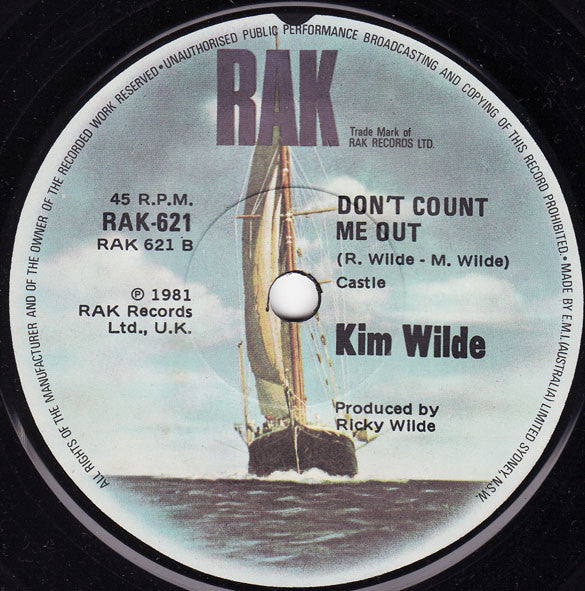 ALL RIGHTS OF THE MANUFACTURER AND OF THE OWNER OF THE RECORDED WORK RESERVED • UNAUTHORISED PUBLIC PERFORMANCE BROADCASTING AND COPYING OF THIS RECORD PROHIBITED. • MADE BY E.M.I. (AUSTRALIA) LIMITED SYDNEY, N.S.W.
RAK
Trade Mark of
RAK RECORDS LTD.
45 R.P.M.
RAK-621
RAK 621 B
℗ 1981
RAK Records
Ltd., U.K.
DON'T COUNT
ME OUT
(R. Wilde - M. Wilde)
Castle
Kim Wilde
Produced by
Ricky Wilde